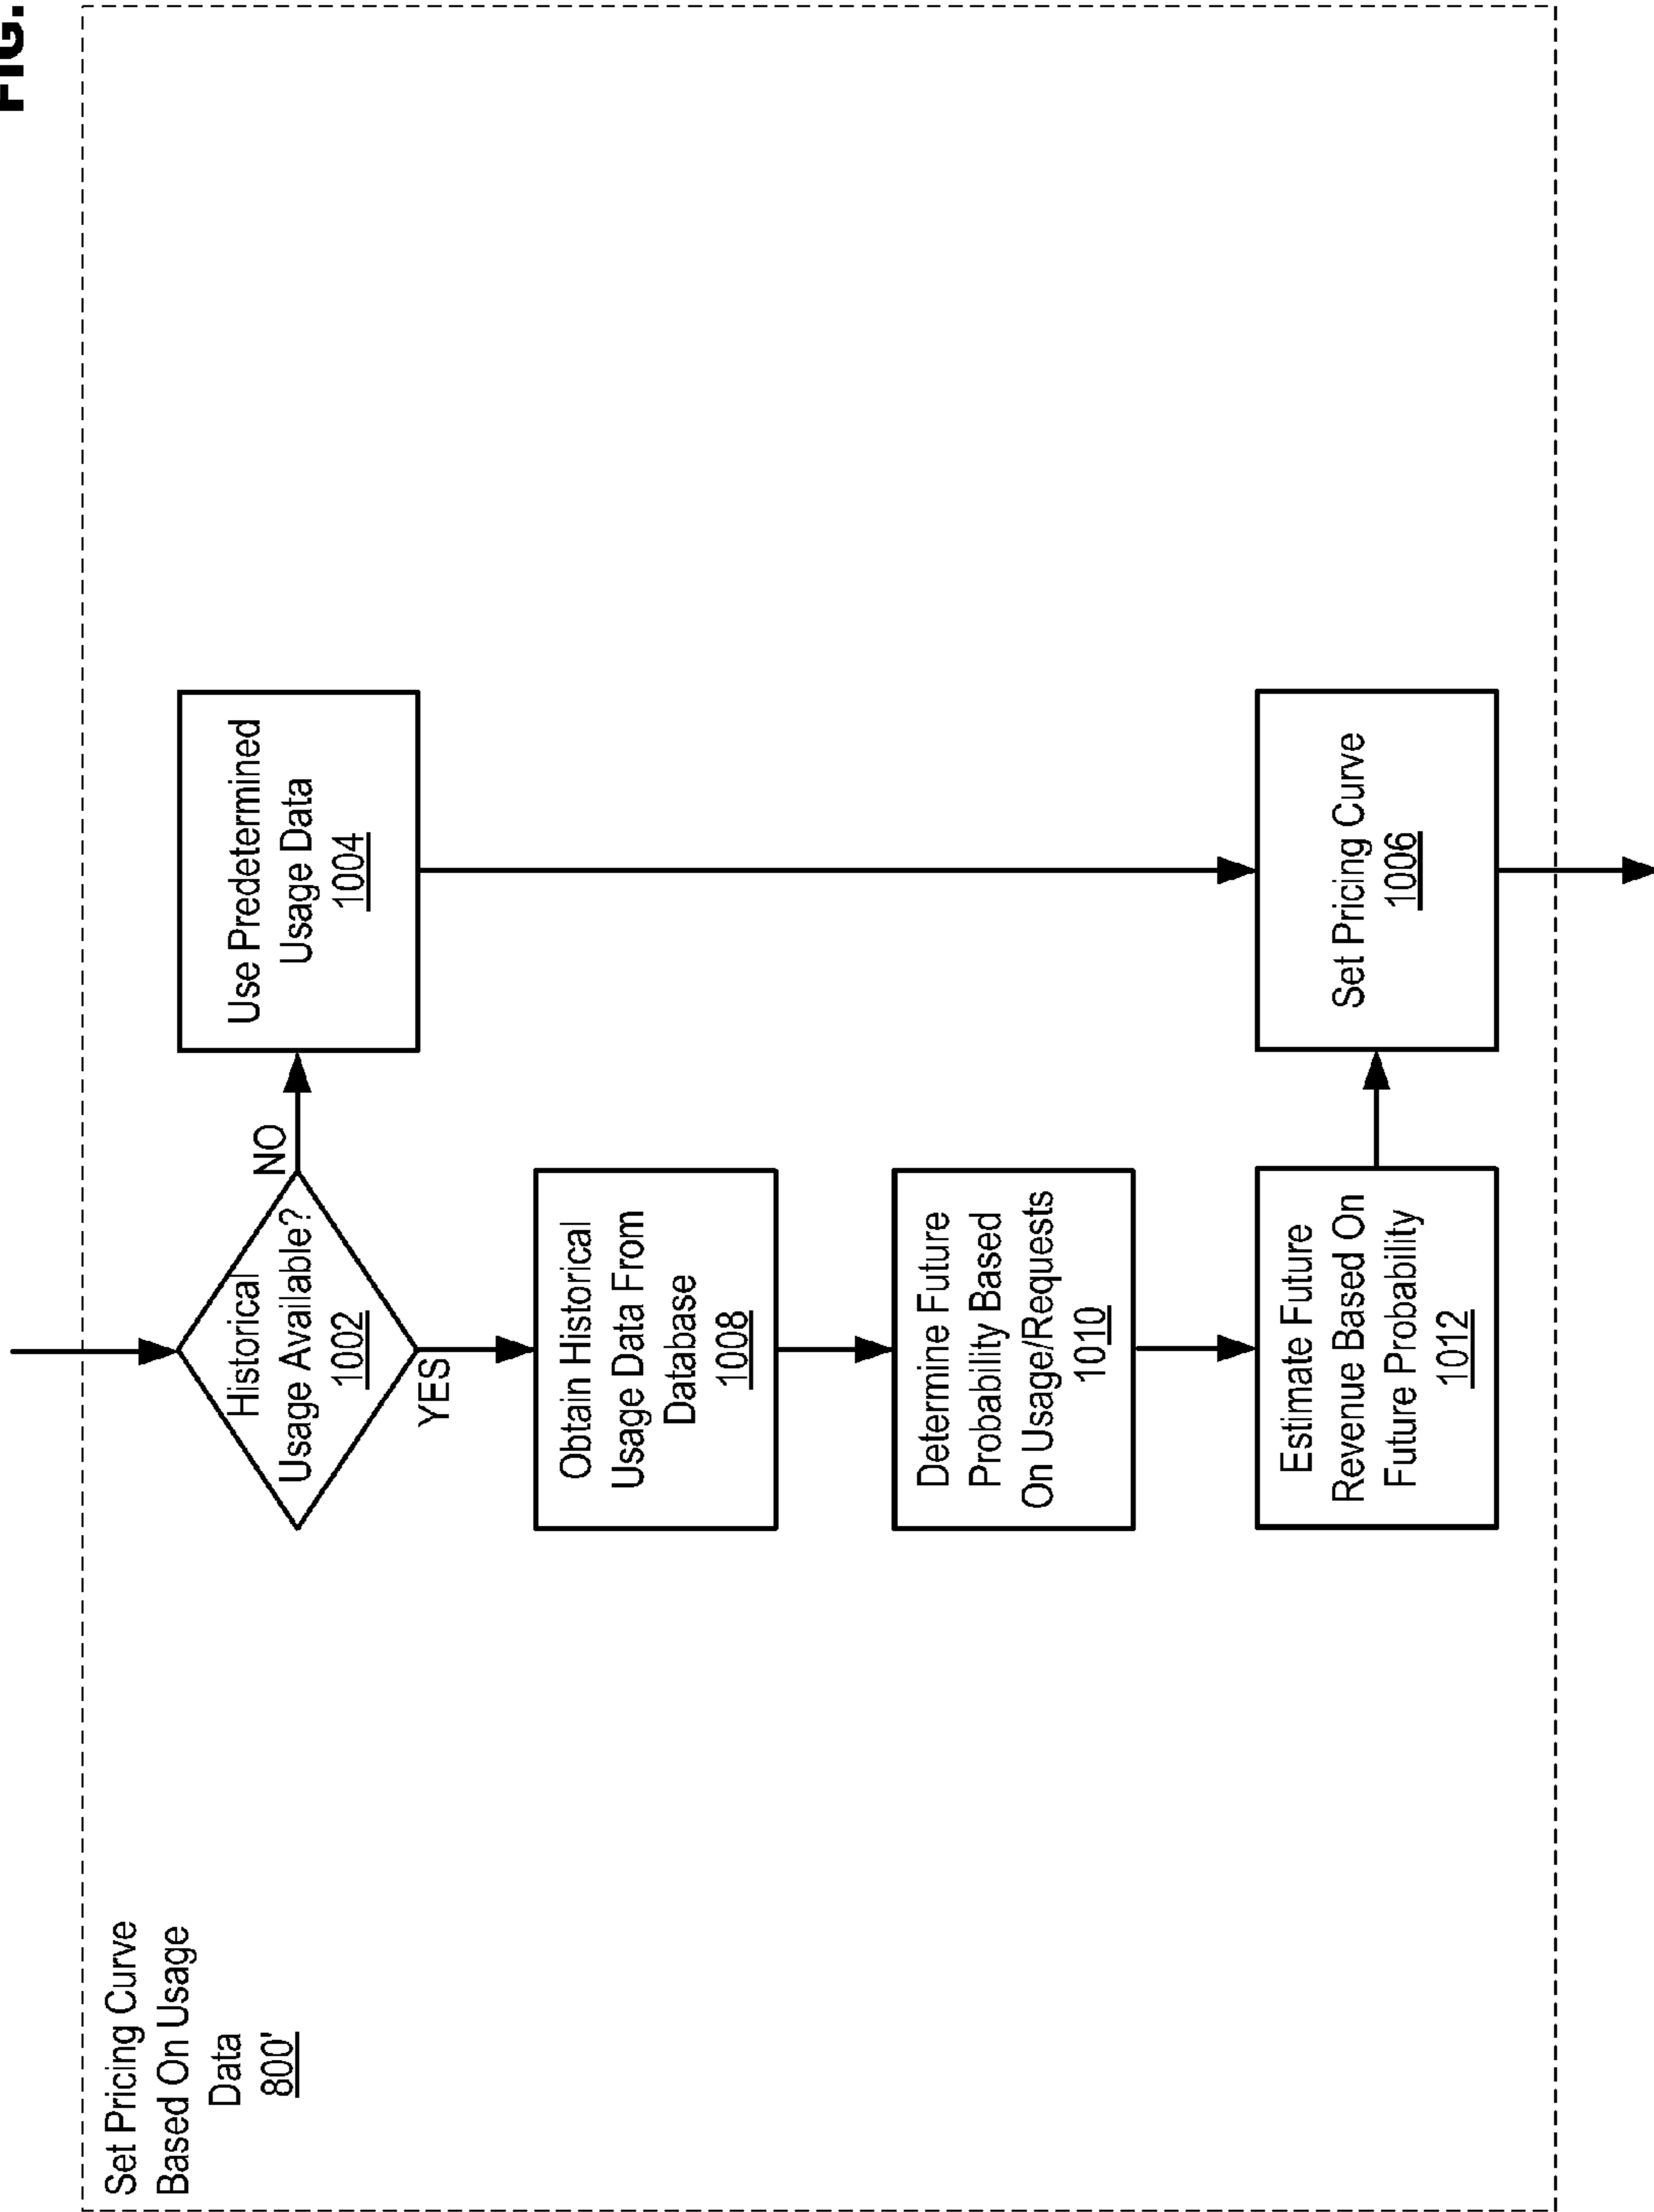 FIG.
Set Pricing Curve
Based On Usage
Data
800'
Historical
Usage Available?
1002
NO
YES
Use Predetermined
Usage Data
1004
Obtain Historical
Usage Data From
Database
1008
Determine Future
Probability Based
On Usage/Requests
1010
Estimate Future
Revenue Based On
Future Probability
1012
Set Pricing Curve
1006